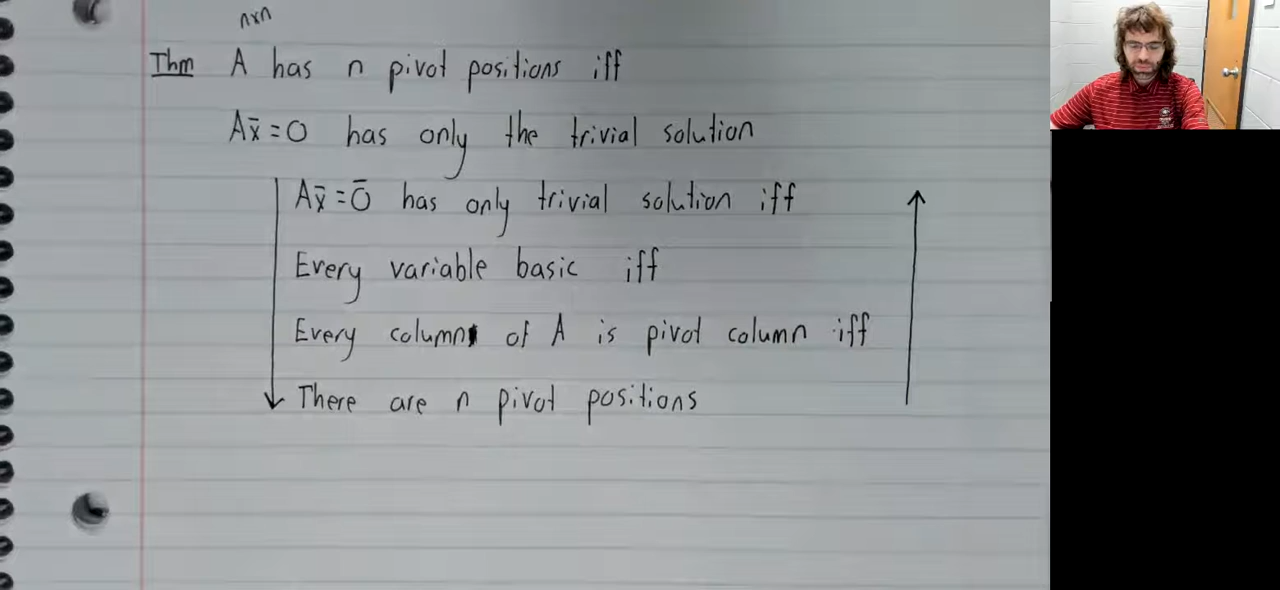 nxn
Thm A has n pivot positions iff
Ax̄=0 has only the trivial solution
Ax̄=0̄ has only trivial solution iff
Every variable basic iff
Every column of A is pivot column iff
There are n pivot positions